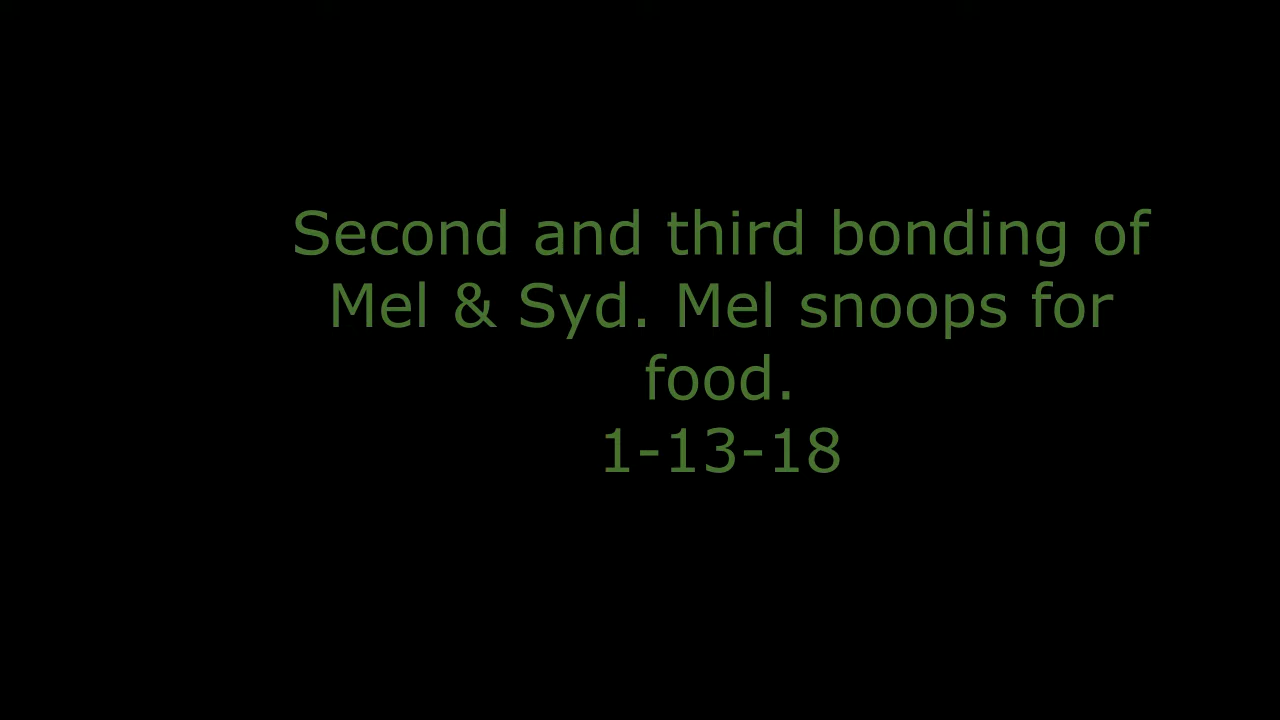 Second and third bonding of
Mel & Syd. Mel snoops for
food.
1-13-18